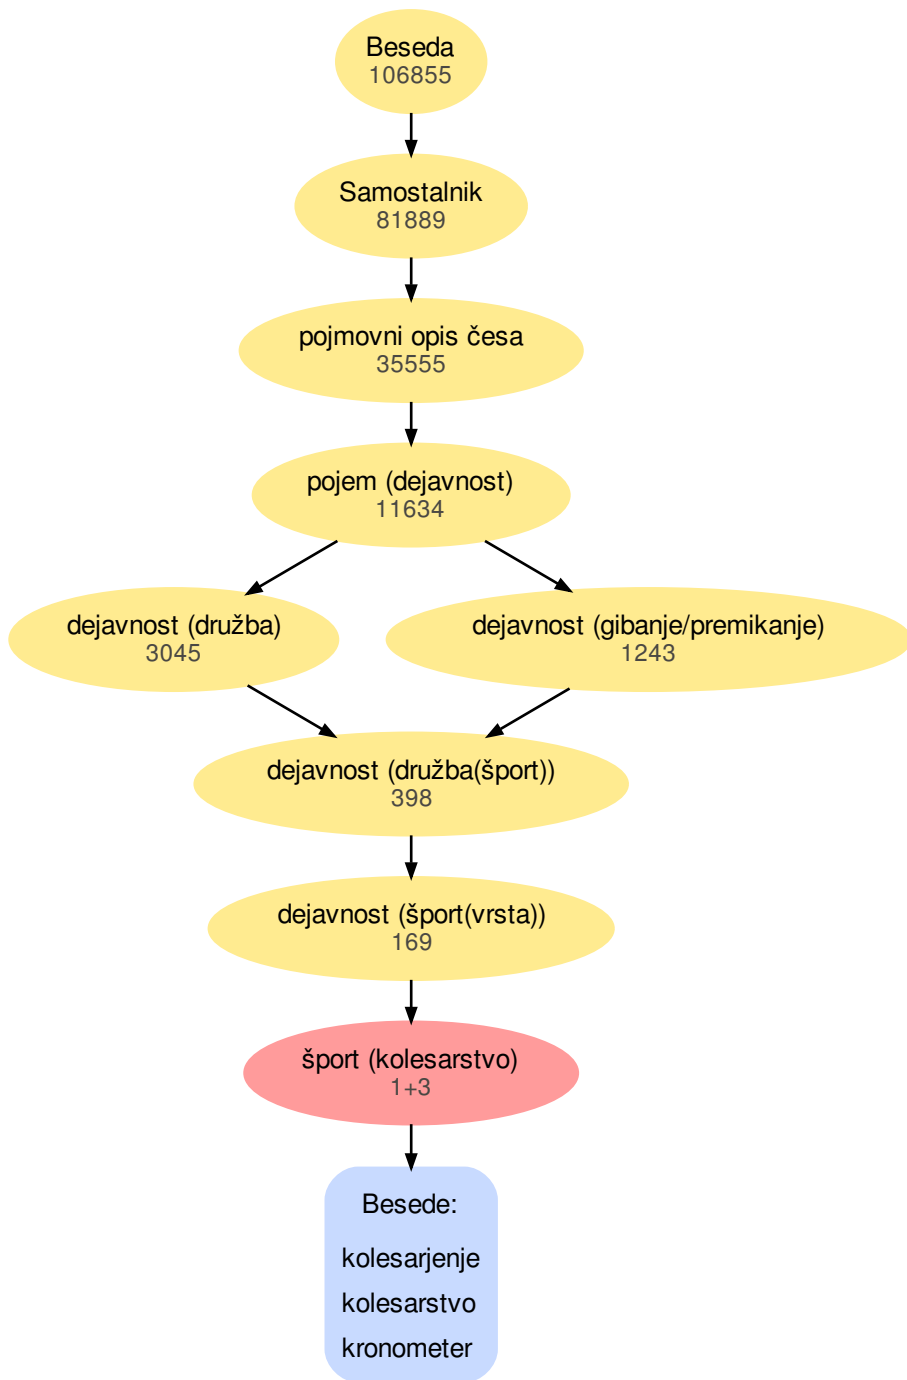 Beseda
106855
Samostalnik
81889
pojmovni opis česa
35555
pojem (dejavnost)
11634
dejavnost (družba)
3045
dejavnost (gibanje/premikanje)
1243
dejavnost (družba(šport))
398
dejavnost (šport(vrsta))
169
šport (kolesarstvo)
1+3
Besede:
kolesarjenje
kolesarstvo
kronometer